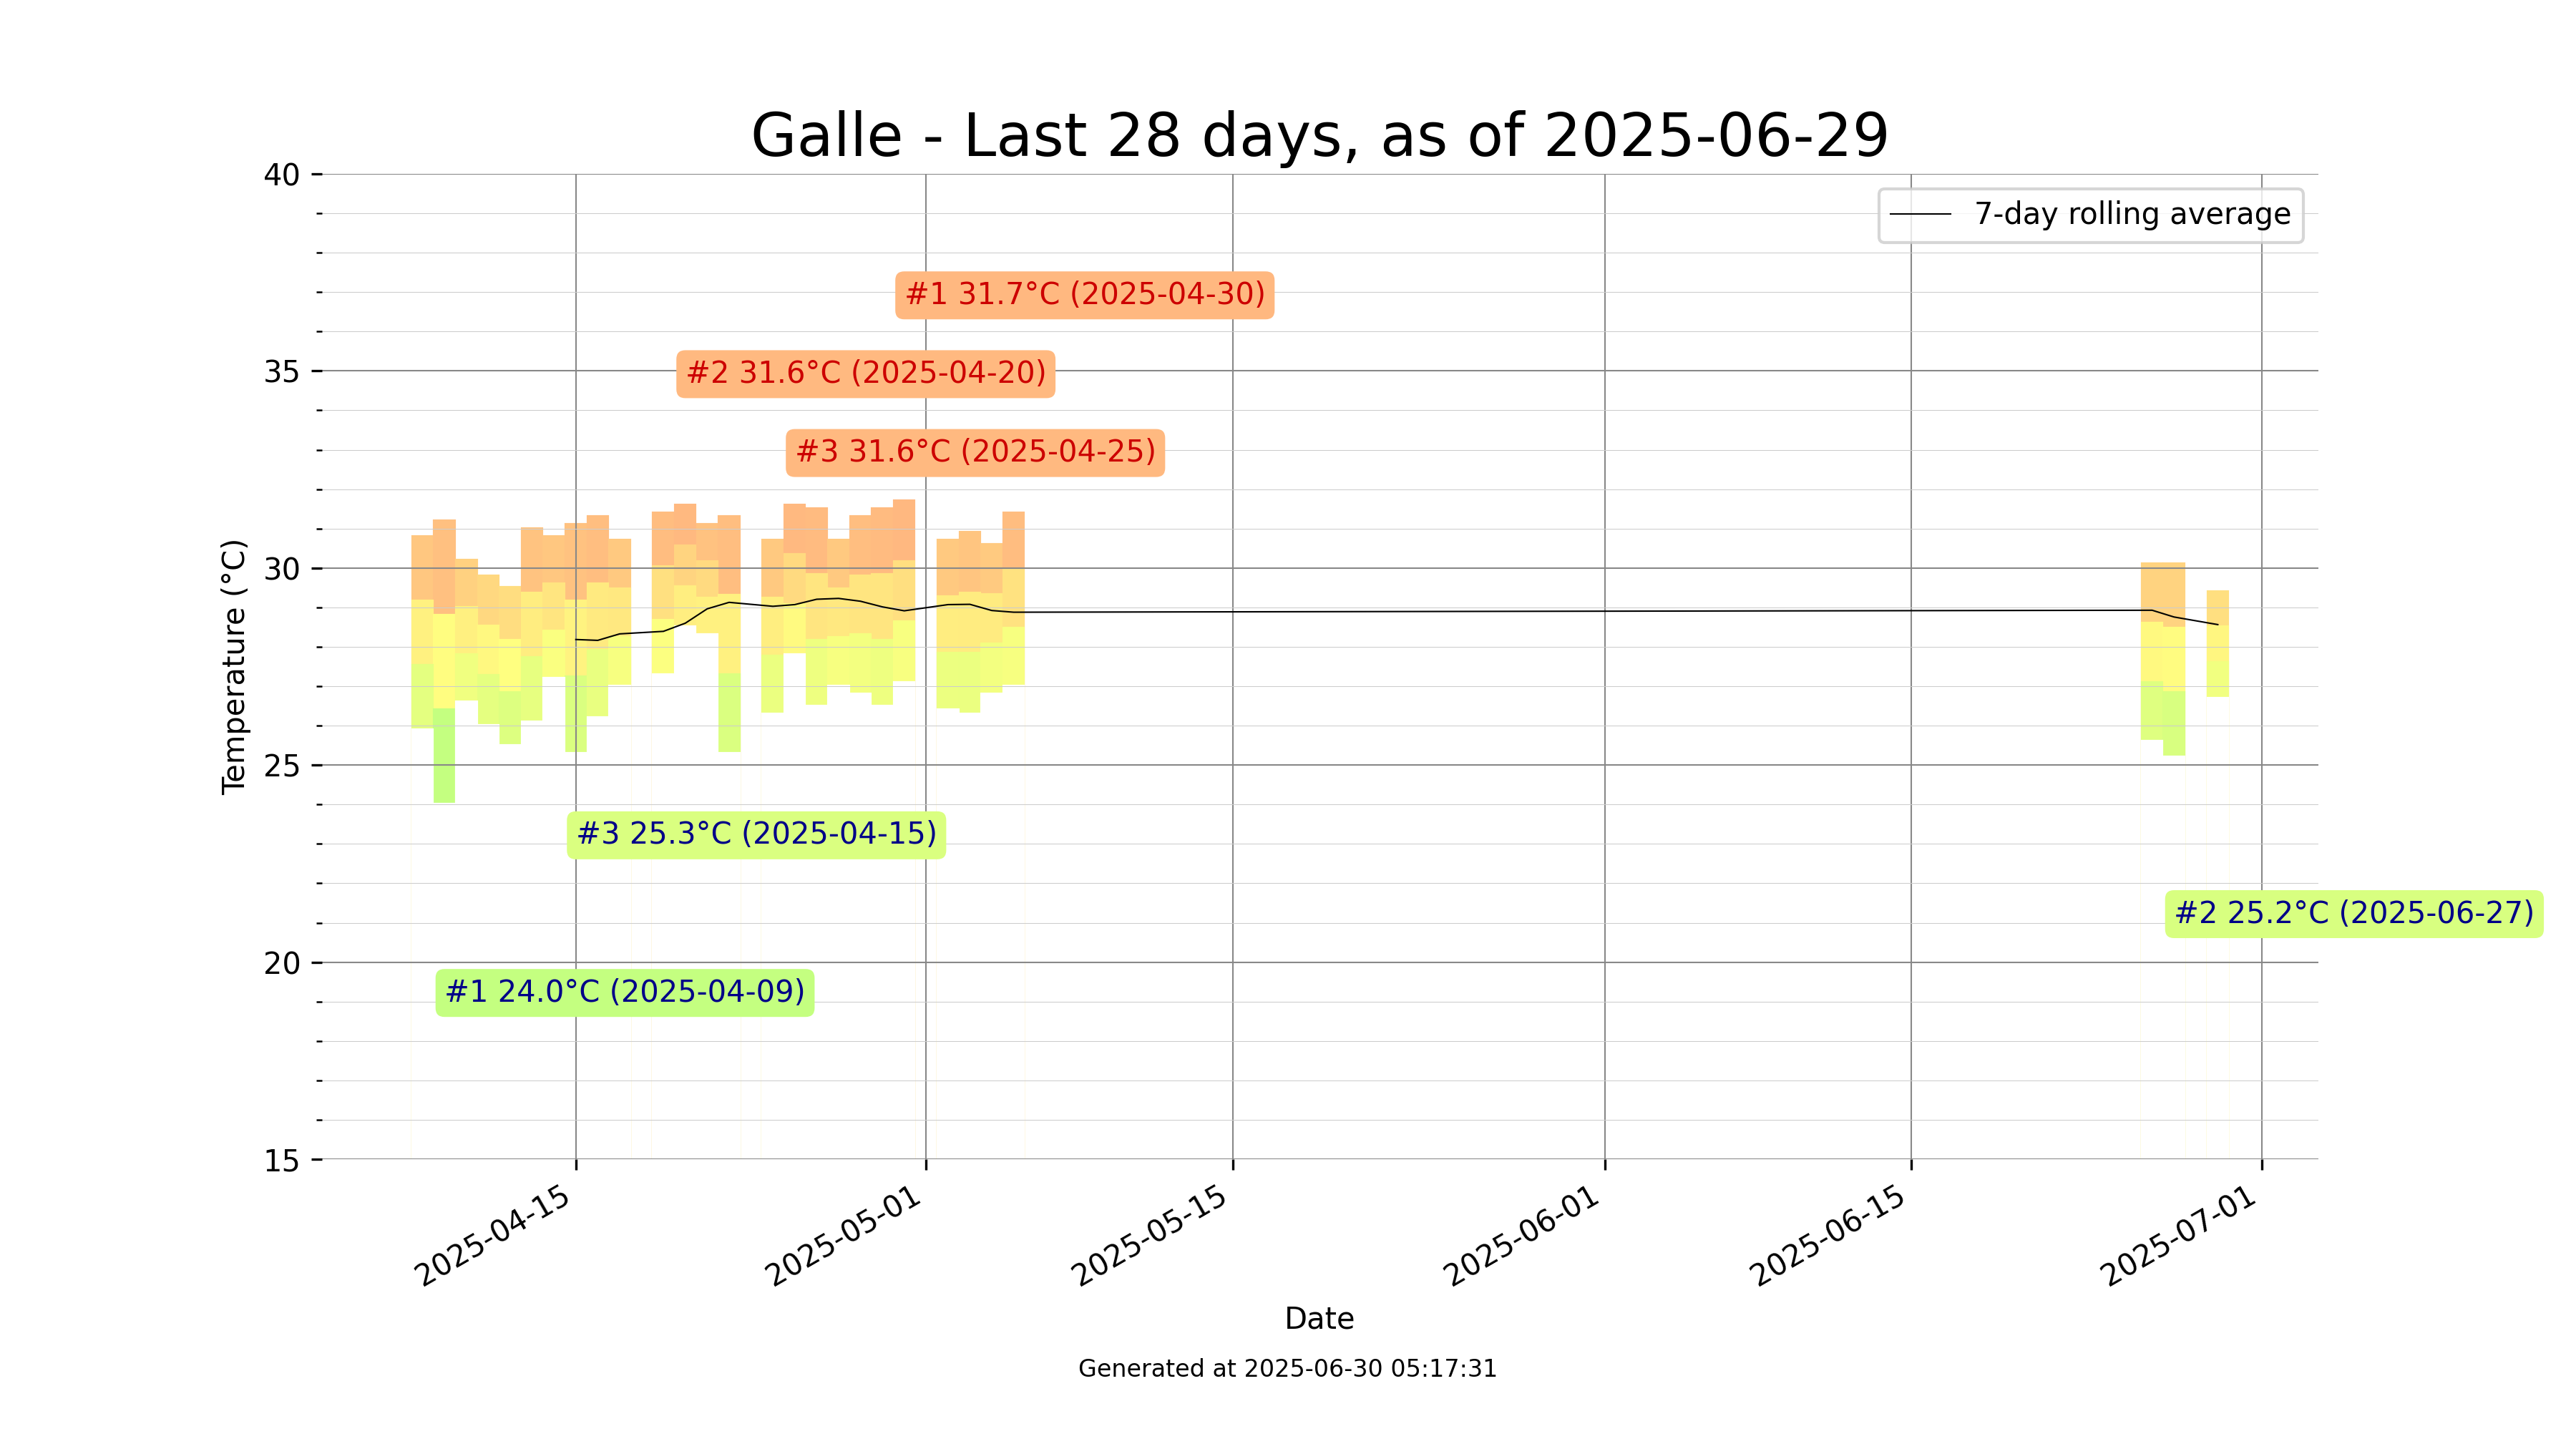 Galle - Last 28 days, as of 2025-06-29
40
35
30
25
20
15
Temperature (°C)
7-day rolling average
#1 31.7°C (2025-04-30)
#2 31.6°C (2025-04-20)
#3 31.6°C (2025-04-25)
#3 25.3°C (2025-04-15)
#2 25.2°C (2025-06-27)
#1 24.0°C (2025-04-09)
2025-04-15
2025-05-01
2025-05-15
2025-06-01
2025-06-15
2025-07-01
Date
Generated at 2025-06-30 05:17:31